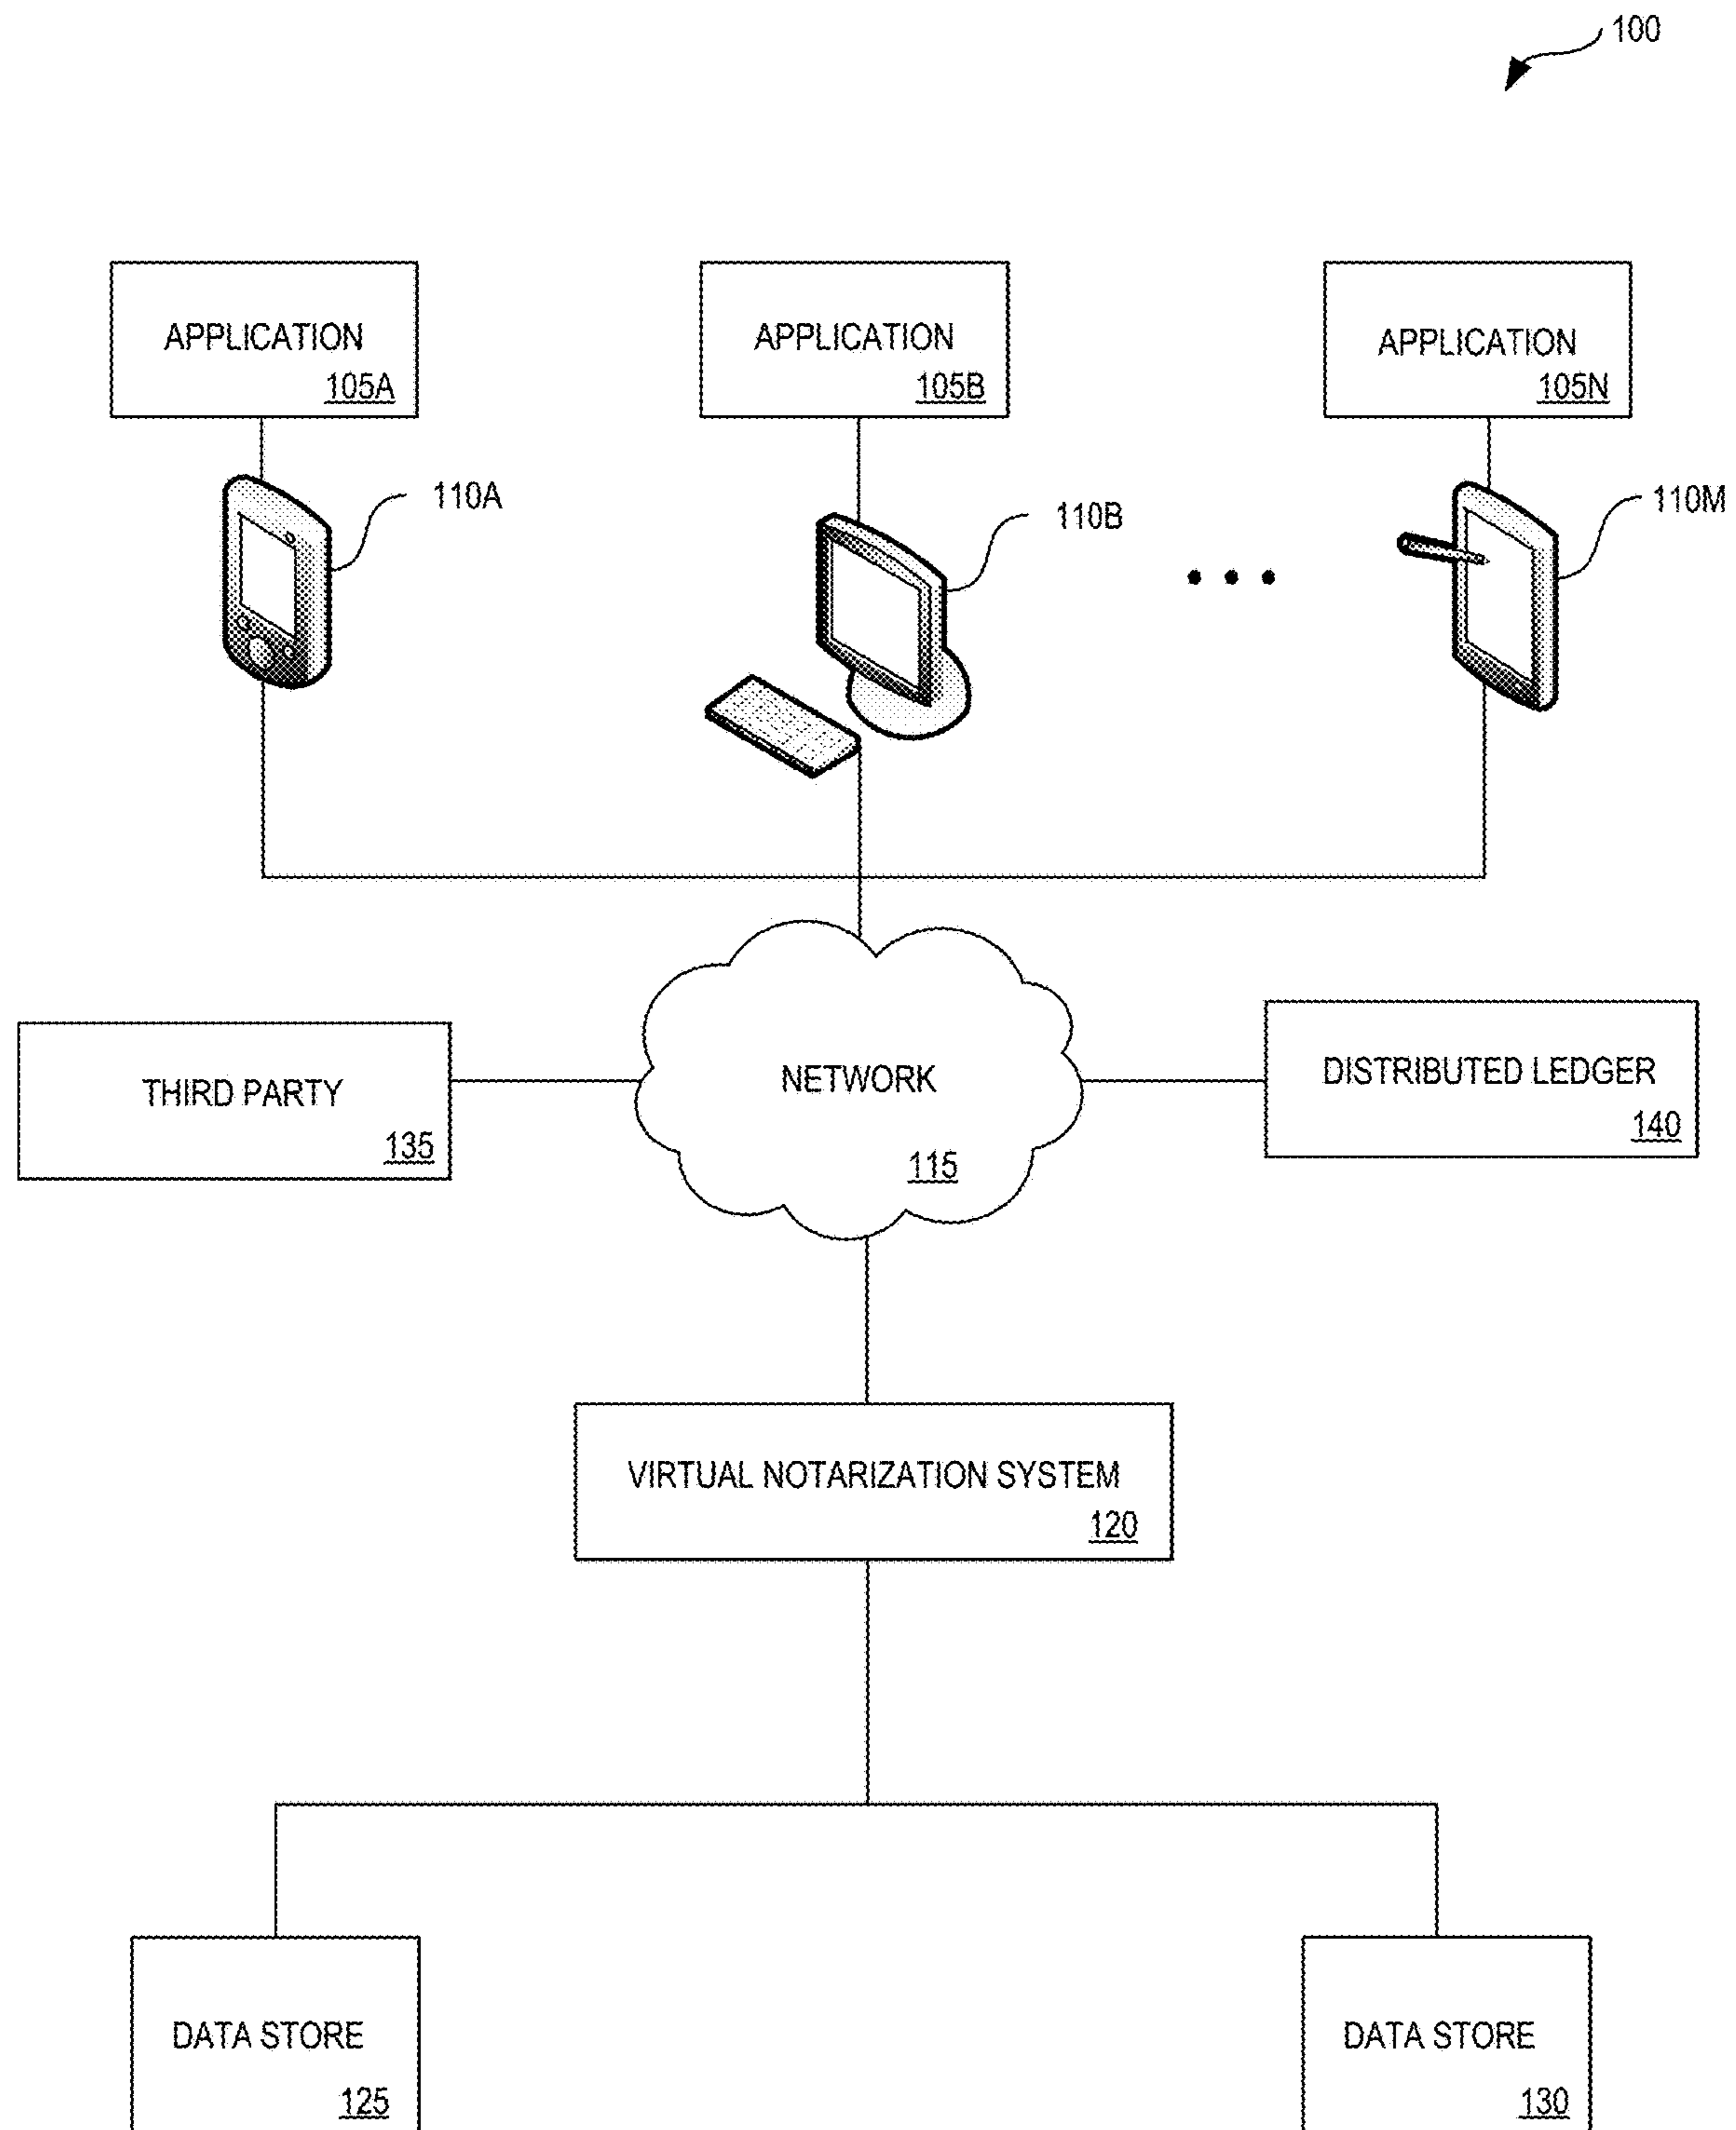 100
APPLICATION
105A
APPLICATION
105B
APPLICATION
105N
110A
110B
110M
THIRD PARTY
135
NETWORK
115
DISTRIBUTED LEDGER
140
VIRTUAL NOTARIZATION SYSTEM
120
DATA STORE
125
DATA STORE
130